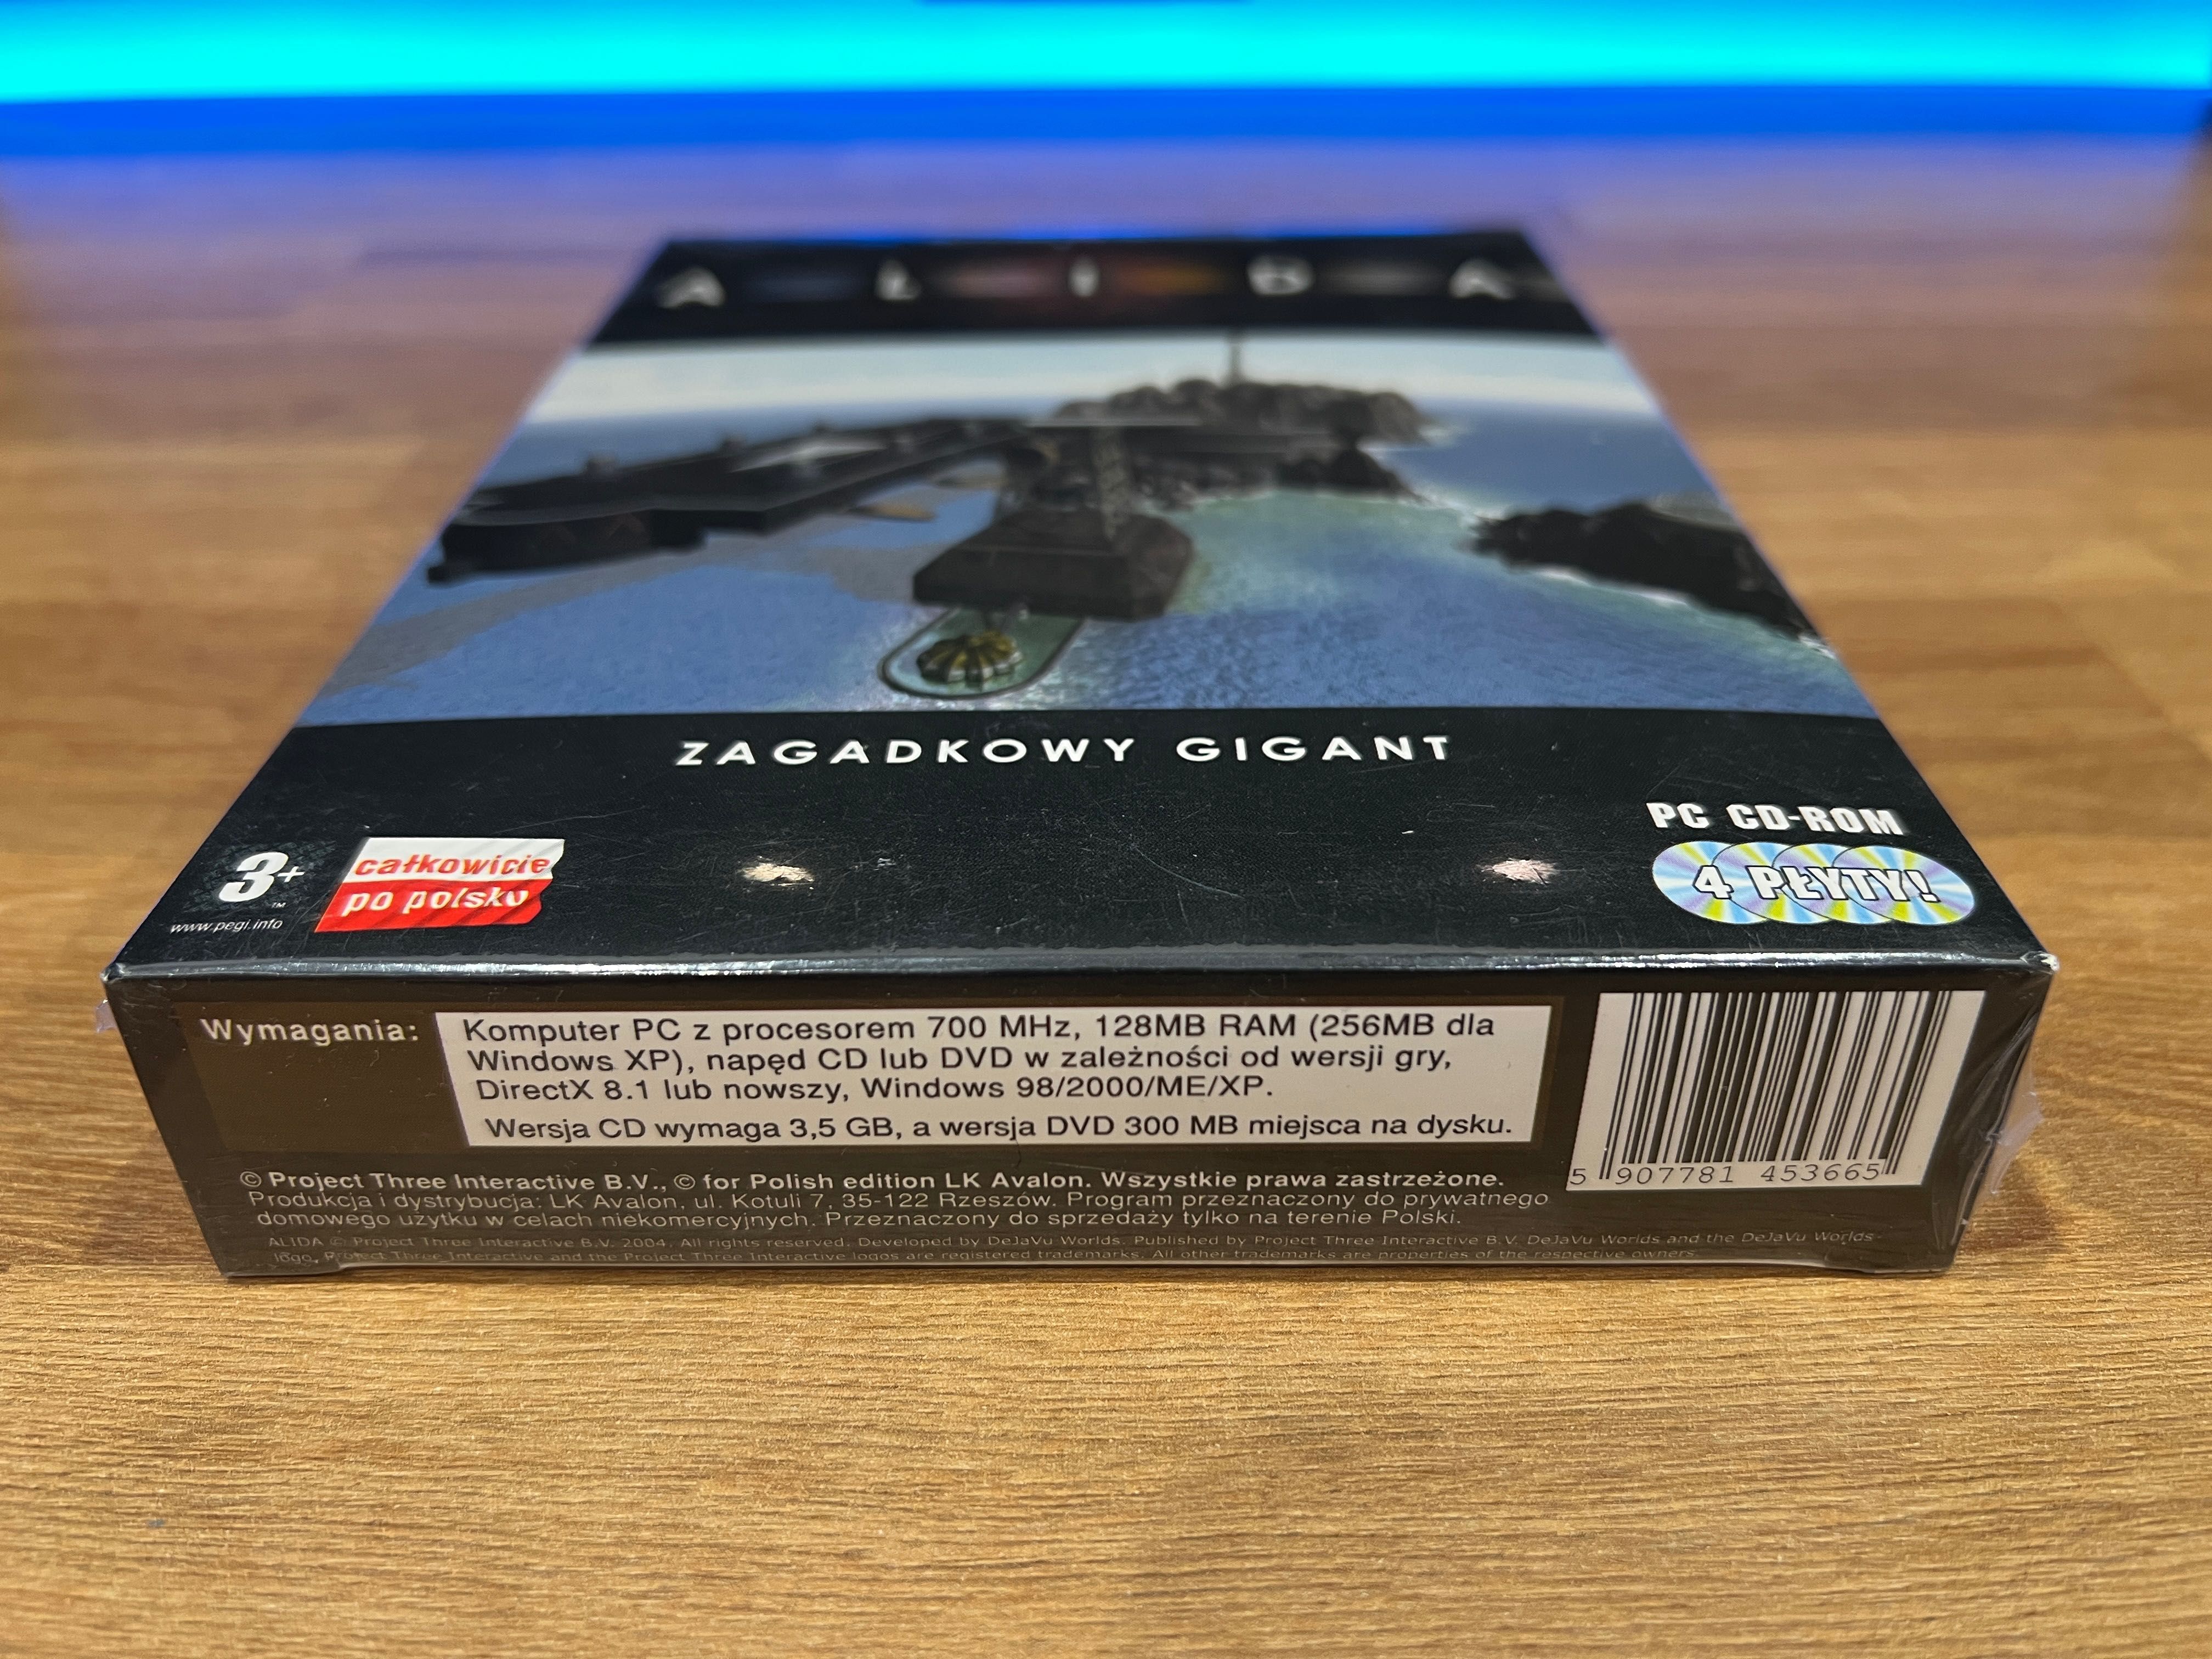 ALIDA
ZAGADKOWY GIGANT
3+
TM
www.pegi.info
całkowicie
po polsku
PC CD-ROM
4 PŁYTY!
Wymagania:
Komputer PC z procesorem 700 MHz, 128MB RAM (256MB dla
Windows XP), napęd CD lub DVD w zależności od wersji gry,
DirectX 8.1 lub nowszy, Windows 98/2000/ME/XP.
Wersja CD wymaga 3,5 GB, a wersja DVD 300 MB miejsca na dysku.
5 907781 453665
© Project Three Interactive B.V., © for Polish edition LK Avalon. Wszystkie prawa zastrzeżone.
Produkcja i dystrybucja: LK Avalon, ul. Kotuli 7, 35-122 Rzeszów. Program przeznaczony do prywatnego
domowego użytku w celach niekomercyjnych. Przeznaczony do sprzedaży tylko na terenie Polski.
ALIDA © Project Three Interactive B.V. 2004. All rights reserved. Developed by DeJaVu Worlds. Published by Project Three Interactive B.V. DeJaVu Worlds and the DeJaVu Worlds
logo, Project Three Interactive and the Project Three Interactive logos are registered trademarks. All other trademarks are properties of the respective owners.